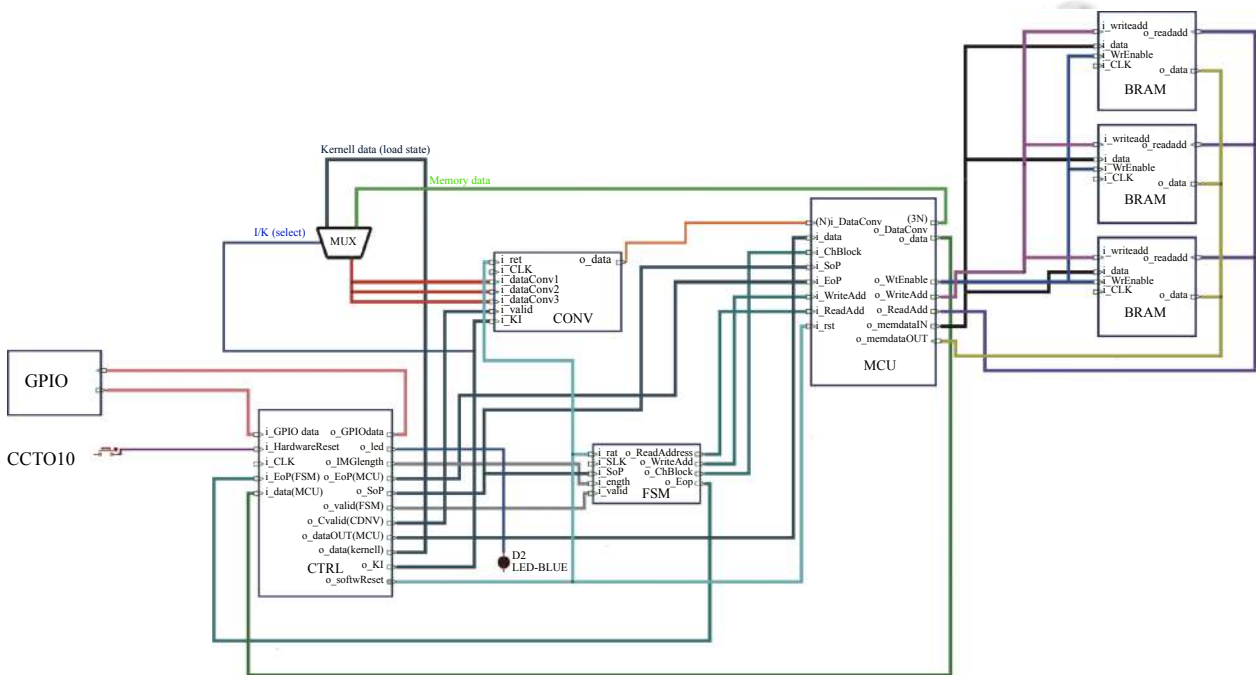 Kernell data (load state)
Memory data
I/K (select)
MUX
GPIO
CCTO10
i_GPIO data
i_HardwareReset
i_CLK
i_EoP(FSM)
i_data(MCU)
o_GPIOdata
o_led
o_IMGlength
o_EoP(MCU)
o_SoP
o_valid(FSM)
o_Cvalid(CDNV)
o_dataOUT(MCU)
o_data(kernell)
o_KI
o_softwReset
CTRL
D2
LED-BLUE
i_ret
i_CLK
i_dataConv1
i_dataConv2
i_dataConv3
i_valid
i_KI
o_data
CONV
i_rat
i_SLK
i_SoP
i_ength
i_valid
o_ReadAddress
o_WriteAdd
o_ChBlock
o_Eop
FSM
(N)i_DataConv
i_data
i_ChBlock
i_SoP
i_EoP
i_WriteAdd
i_ReadAdd
i_rst
(3N)
o_DataConv
o_data
o_WtEnable
o_WriteAdd
o_ReadAdd
o_memdataIN
o_memdataOUT
MCU
i_writeadd
i_data
i_WrEnable
i_CLK
o_readadd
o_data
BRAM
i_writeadd
i_data
i_WrEnable
i_CLK
o_readadd
o_data
BRAM
i_writeadd
i_data
i_WrEnable
i_CLK
o_readadd
o_data
BRAM